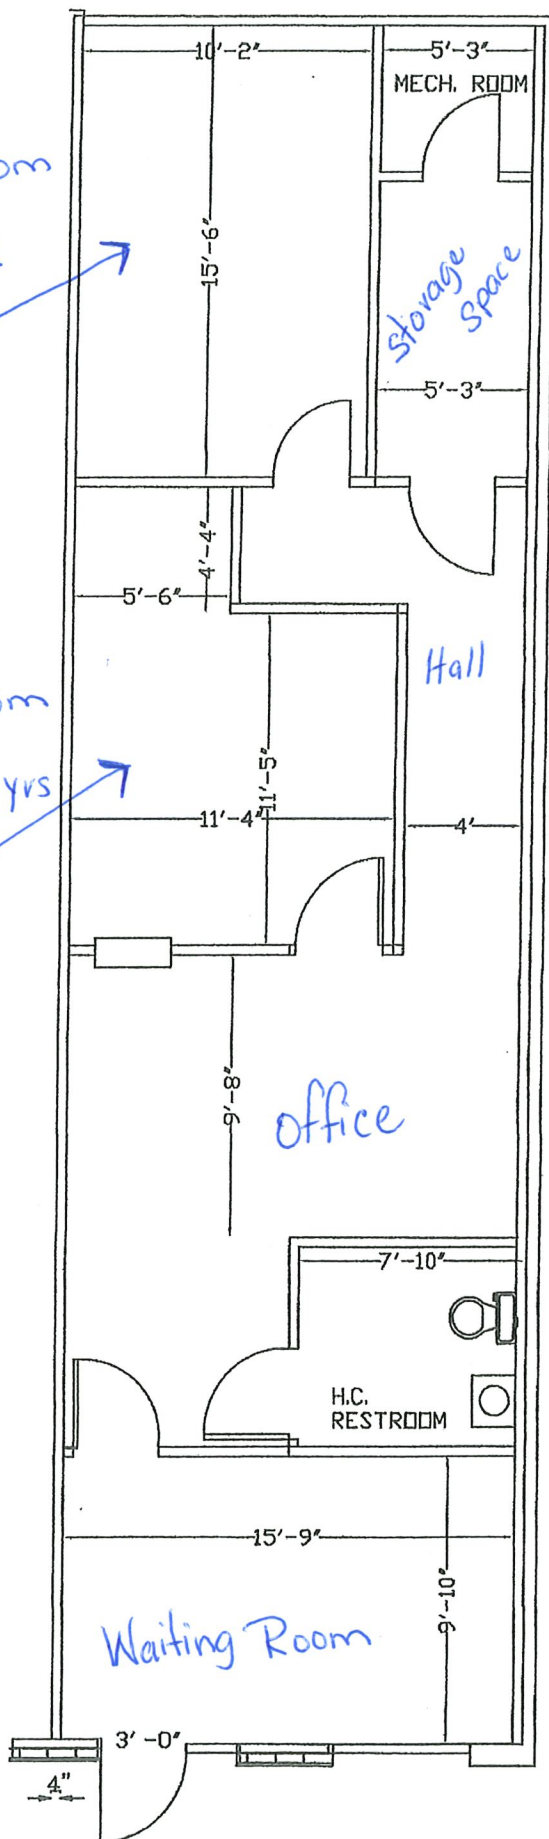 10'-2"
5'-3"
MECH. ROOM
15'-6"
Storage
Space
5'-3"
4'-4"
5'-6"
Hall
yrs
11'-5"
11'-4"
4'
9'-8"
office
7'-10"
H.C.
RESTROOM
15'-9"
9'-10"
Waiting Room
3' -0"
4"